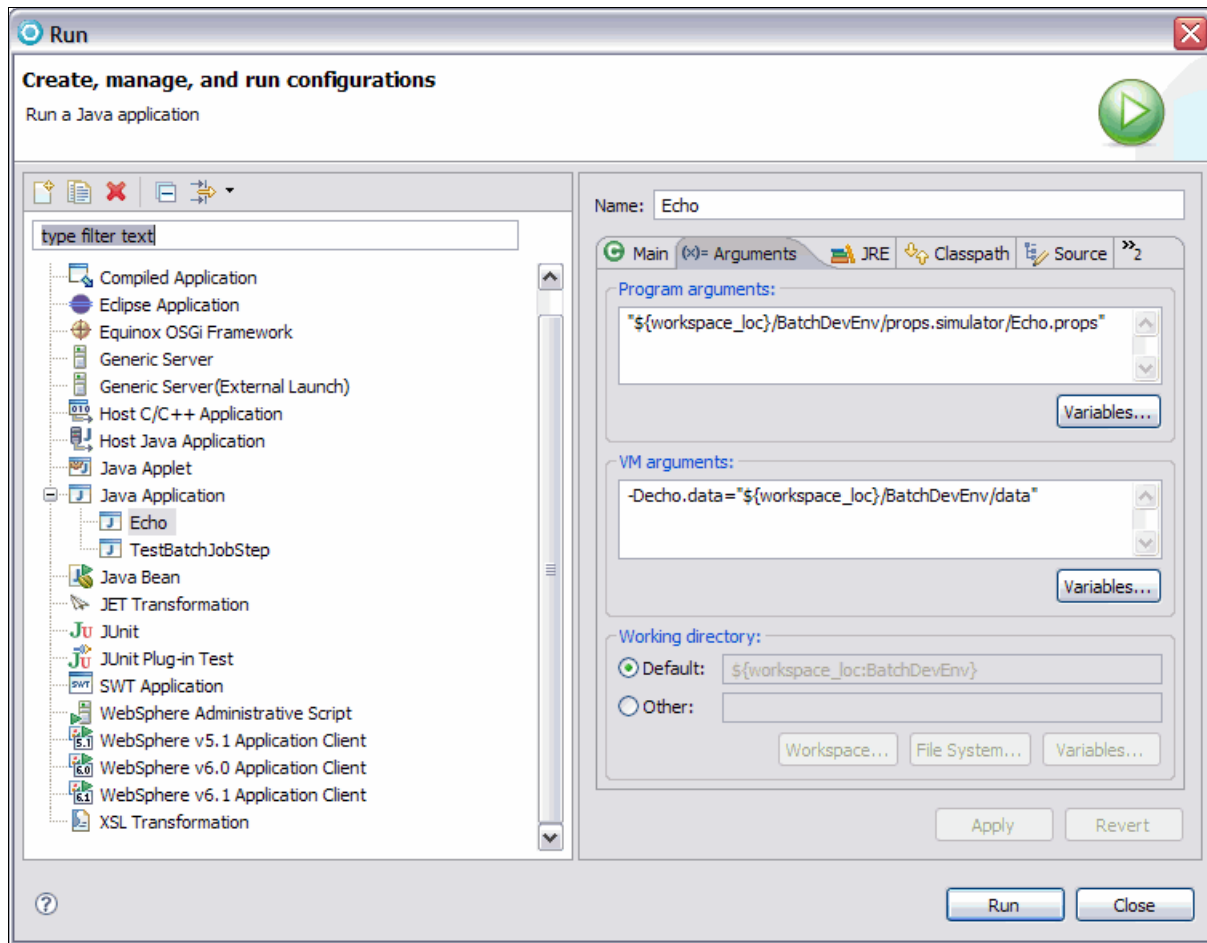 Run
Create, manage, and run configurations
Run a Java application
type filter text
Compiled Application
Eclipse Application
Equinox OSGi Framework
Generic Server
Generic Server(External Launch)
Host C/C++ Application
Host Java Application
Java Applet
Java Application
Echo
TestBatchJobStep
Java Bean
JET Transformation
JUnit
JUnit Plug-in Test
SWT Application
WebSphere Administrative Script
WebSphere v5.1 Application Client
WebSphere v6.0 Application Client
WebSphere v6.1 Application Client
XSL Transformation
Name: Echo
Main (x)= Arguments JRE Classpath Source »2
Program arguments:
"${workspace_loc}/BatchDevEnv/props.simulator/Echo.props"
Variables...
VM arguments:
-Decho.data="${workspace_loc}/BatchDevEnv/data"
Variables...
Working directory:
Default: ${workspace_loc:BatchDevEnv}
Other:
Workspace... File System... Variables...
Apply Revert
Run Close